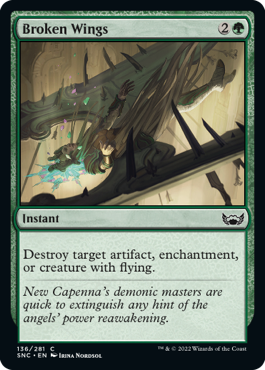 Broken Wings 2
Instant
Destroy target artifact, enchantment,
or creature with flying.
New Capenna's demonic masters are
quick to extinguish any hint of the
angels' power reawakening.
136/281 C
SNC • EN Irina Nordsol
™ & © 2022 Wizards of the Coast